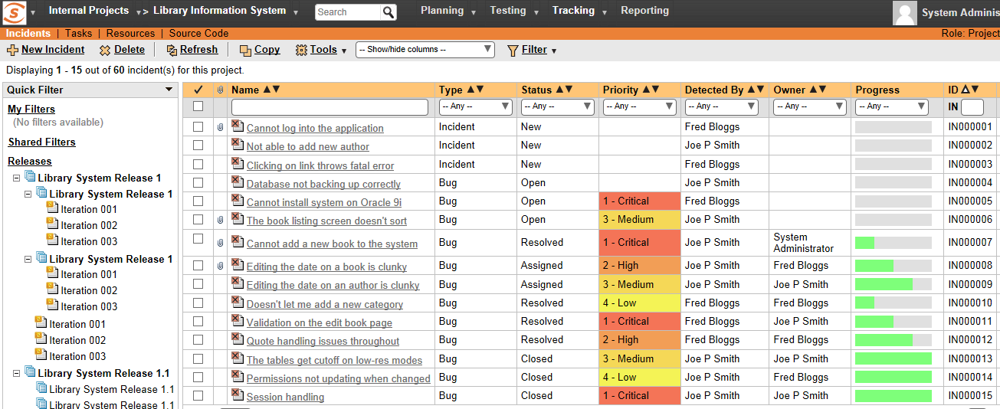 Internal Projects > Library Information System Search Planning Testing Tracking Reporting System Adminis
Incidents | Tasks | Resources | Source Code Role: Project
New Incident Delete Refresh Copy Tools -- Show/hide columns -- Filter
Displaying 1 - 15 out of 60 incident(s) for this project.
Quick Filter
My Filters
(No filters available)
Shared Filters
Releases
Library System Release 1
Library System Release 1
Iteration 001
Iteration 002
Iteration 003
Library System Release 1
Iteration 001
Iteration 002
Iteration 003
Iteration 001
Iteration 002
Iteration 003
Library System Release 1.1
Library System Release 1.1
Library System Release 1.1
Name Type Status Priority Detected By Owner Progress ID
-- Any -- -- Any -- -- Any -- -- Any -- -- Any -- -- Any -- IN
Cannot log into the application Incident New Fred Bloggs IN000001
Not able to add new author Incident New Joe P Smith IN000002
Clicking on link throws fatal error Incident New Fred Bloggs IN000003
Database not backing up correctly Bug Open Joe P Smith IN000004
Cannot install system on Oracle 9i Bug Open 1 - Critical Fred Bloggs IN000005
The book listing screen doesn't sort Bug Open 3 - Medium Joe P Smith IN000006
Cannot add a new book to the system Bug Resolved 1 - Critical Joe P Smith System Administrator IN000007
Editing the date on a book is clunky Bug Assigned 2 - High Joe P Smith Fred Bloggs IN000008
Editing the date on an author is clunky Bug Assigned 3 - Medium Joe P Smith Joe P Smith IN000009
Doesn't let me add a new category Bug Resolved 4 - Low Fred Bloggs Fred Bloggs IN000010
Validation on the edit book page Bug Resolved 1 - Critical Fred Bloggs Joe P Smith IN000011
Quote handling issues throughout Bug Resolved 2 - High Fred Bloggs Fred Bloggs IN000012
The tables get cutoff on low-res modes Bug Closed 3 - Medium Joe P Smith Joe P Smith IN000013
Permissions not updating when changed Bug Closed 4 - Low Joe P Smith Fred Bloggs IN000014
Session handling Bug Closed 1 - Critical Joe P Smith Joe P Smith IN000015